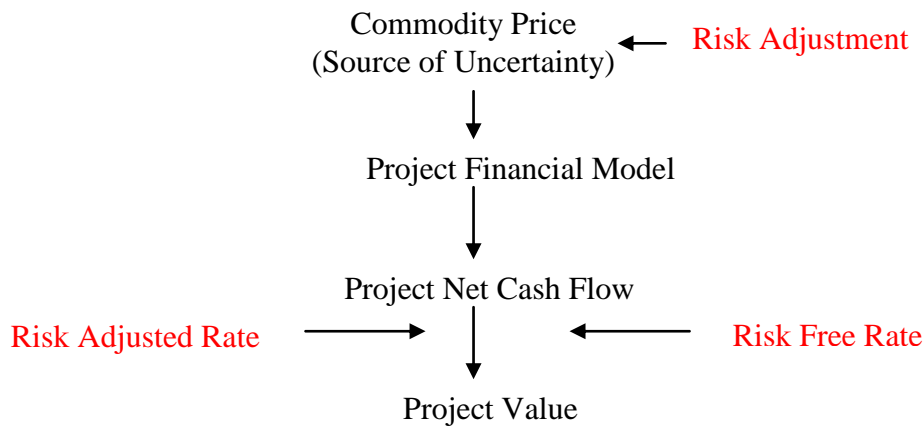 Commodity Price
(Source of Uncertainty)
Risk Adjustment
Project Financial Model
Project Net Cash Flow
Risk Adjusted Rate
Risk Free Rate
Project Value